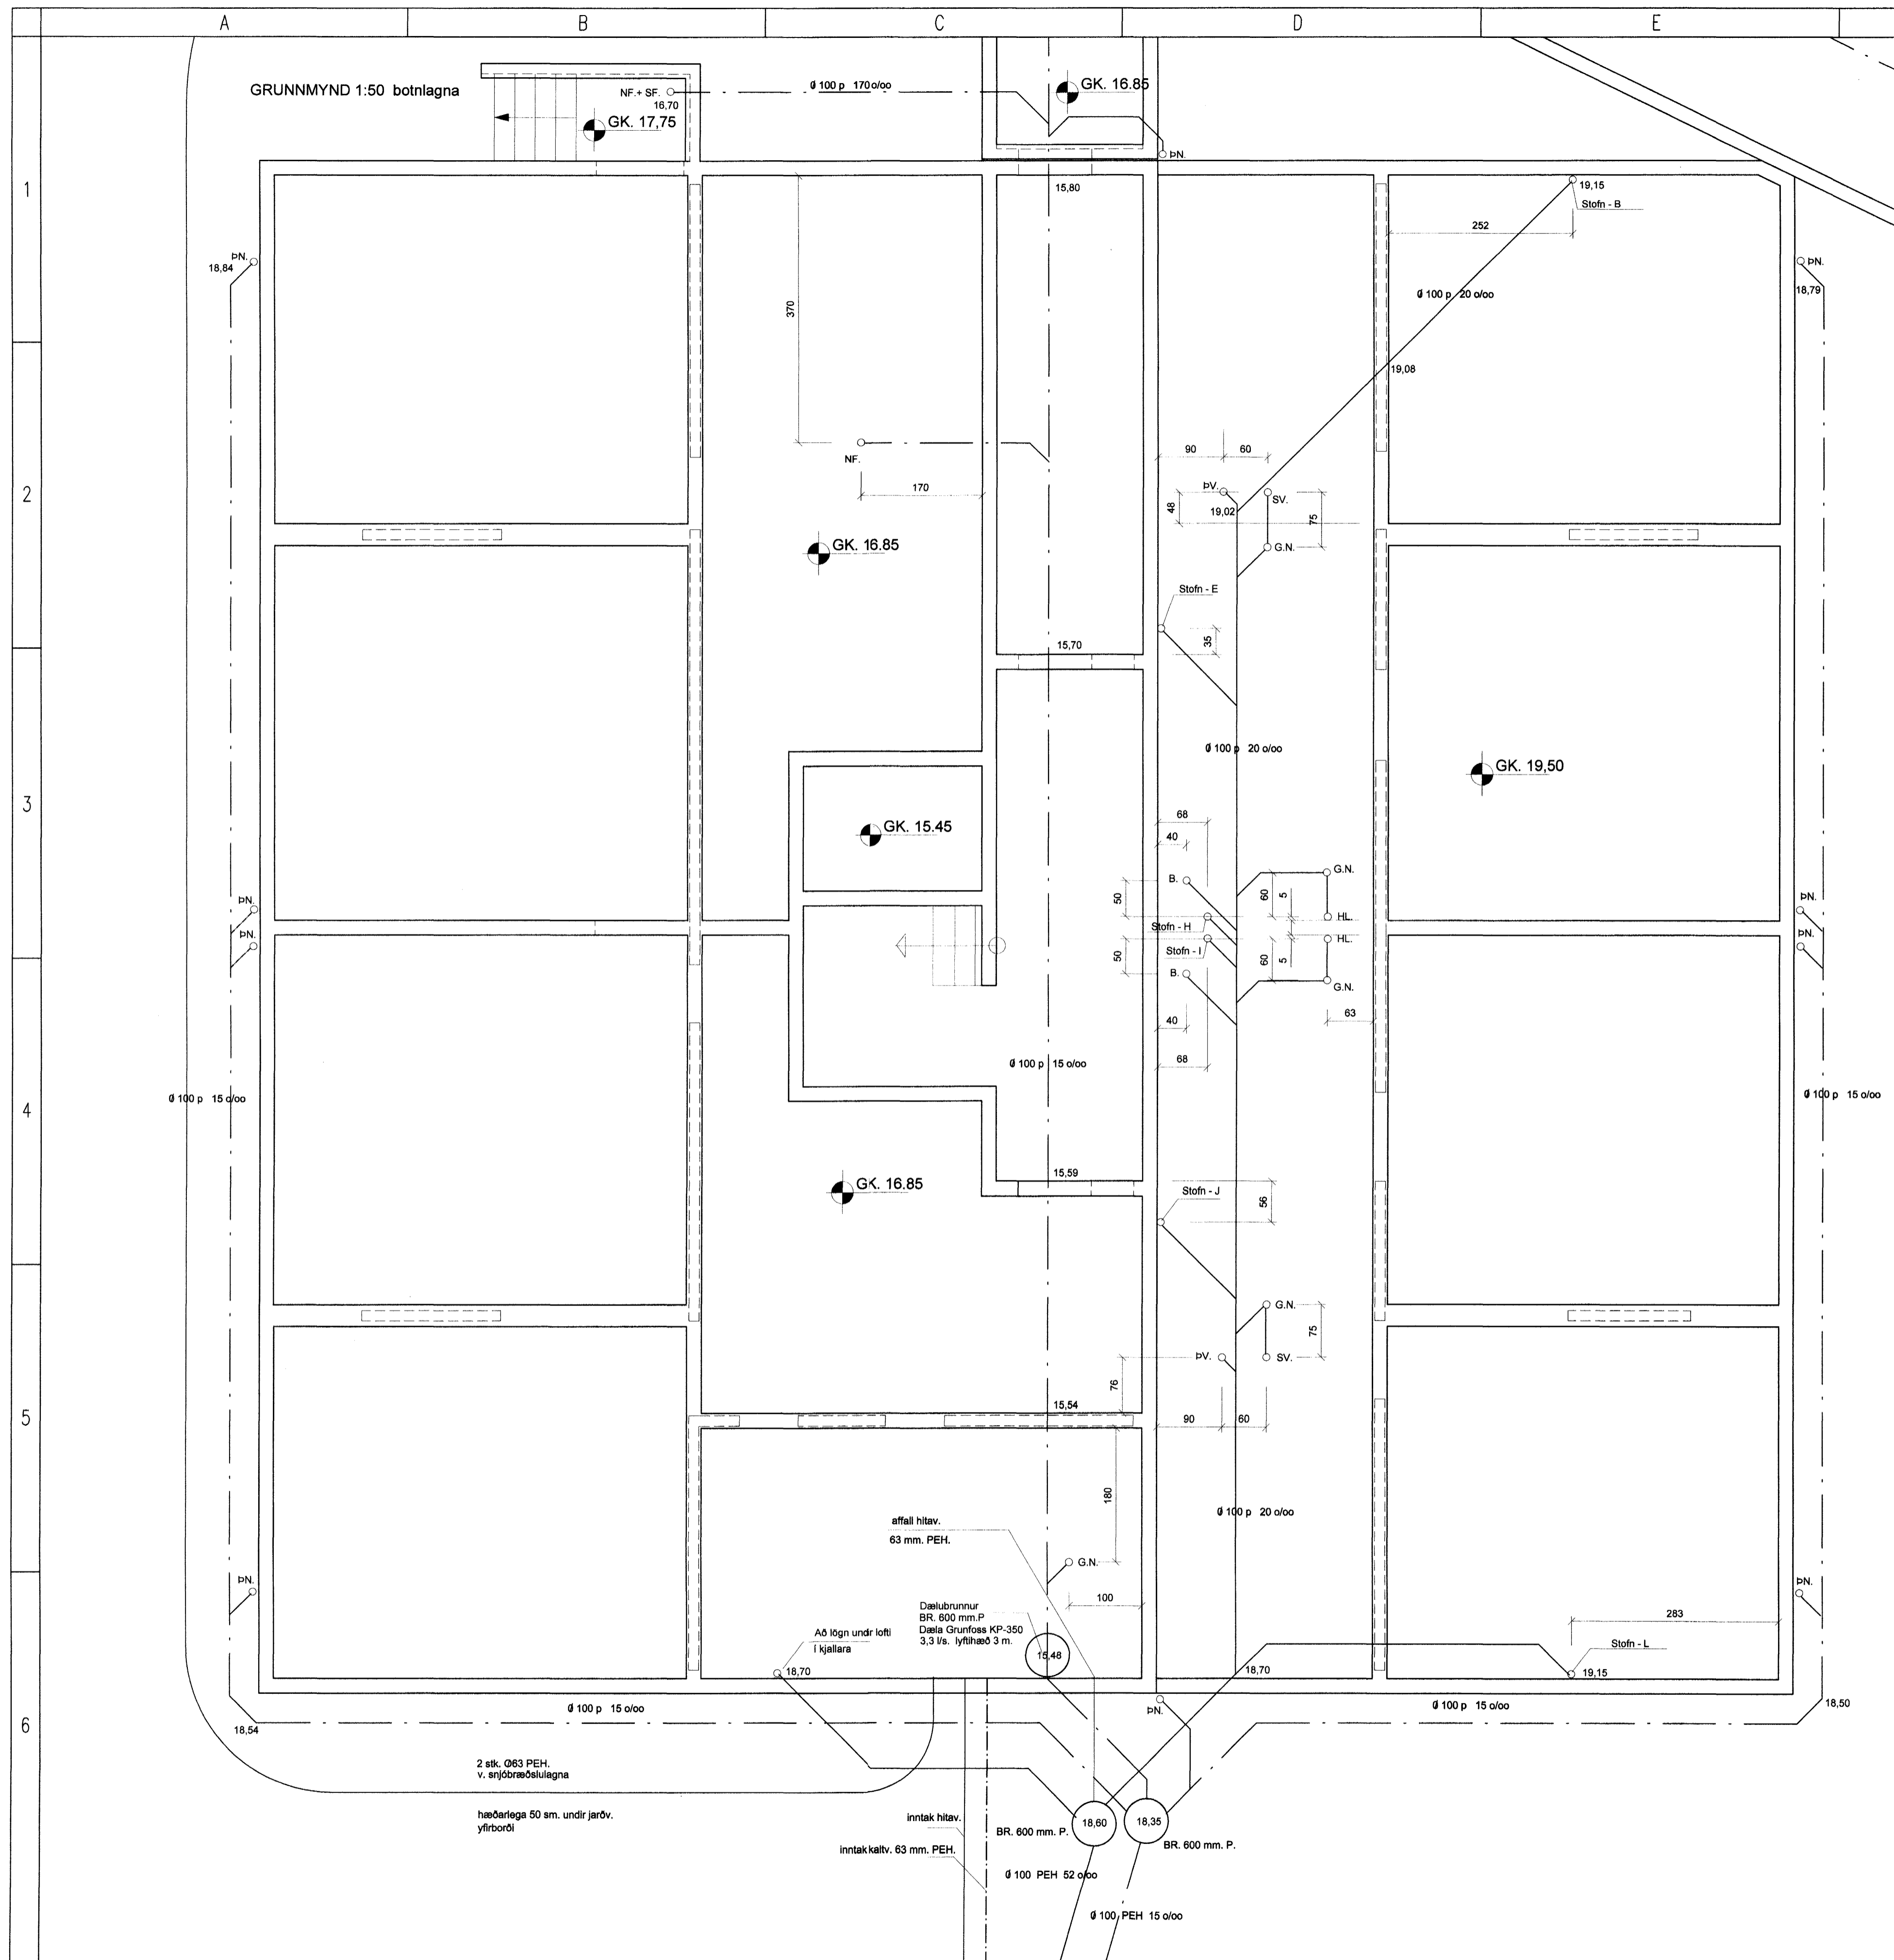 A
B
C
D
E
GRUNNMYND 1:50 botnlagna
NF.+ SF.
16,70
GK. 17,75
Ø 100 p 170 o/oo
GK. 16.85
ÞN.
1
15,80
19,15
Stofn - B
252
ÞN.
18,84
ÞN.
18,79
Ø 100 p 20 o/oo
370
19,08
NF.
170
90
60
2
ÞV.
SV.
48
19,02
75
G.N.
GK. 16.85
Stofn - E
35
15,70
Ø 100 p 20 o/oo
GK. 19,50
3
68
GK. 15.45
40
B.
G.N.
50
60
5
HL.
Stofn - H
ÞN.
ÞN.
ÞN.
ÞN.
HL.
Stofn - I
50
60
5
B.
G.N.
40
63
68
Ø 100 p 15 o/oo
Ø 100 p 15 o/oo
Ø 100 p 15 o/oo
4
15,59
GK. 16.85
Stofn - J
56
G.N.
75
ÞV.
SV.
76
15,54
5
90
60
180
Ø 100 p 20 o/oo
affall hitav.
63 mm. PEH.
G.N.
ÞN.
ÞN.
100
Dælubrunnur
BR. 600 mm.P
Dæla Grunfoss KP-350
3,3 l/s. lyftihæð 3 m.
283
Að lögn undir lofti
í kjallara
Stofn - L
15,48
18,70
18,70
19,15
6
Ø 100 p 15 o/oo
ÞN.
Ø 100 p 15 o/oo
18,50
18,54
2 stk. Ø63 PEH.
v. snjóbræðslulagna
hæðarlega 50 sm. undir jarðv.
yfirborði
inntak hitav.
18,60
18,35
BR. 600 mm. P.
BR. 600 mm. P.
inntak kaltv. 63 mm. PEH.
Ø 100 PEH 52 o/oo
Ø 100 PEH 15 o/oo